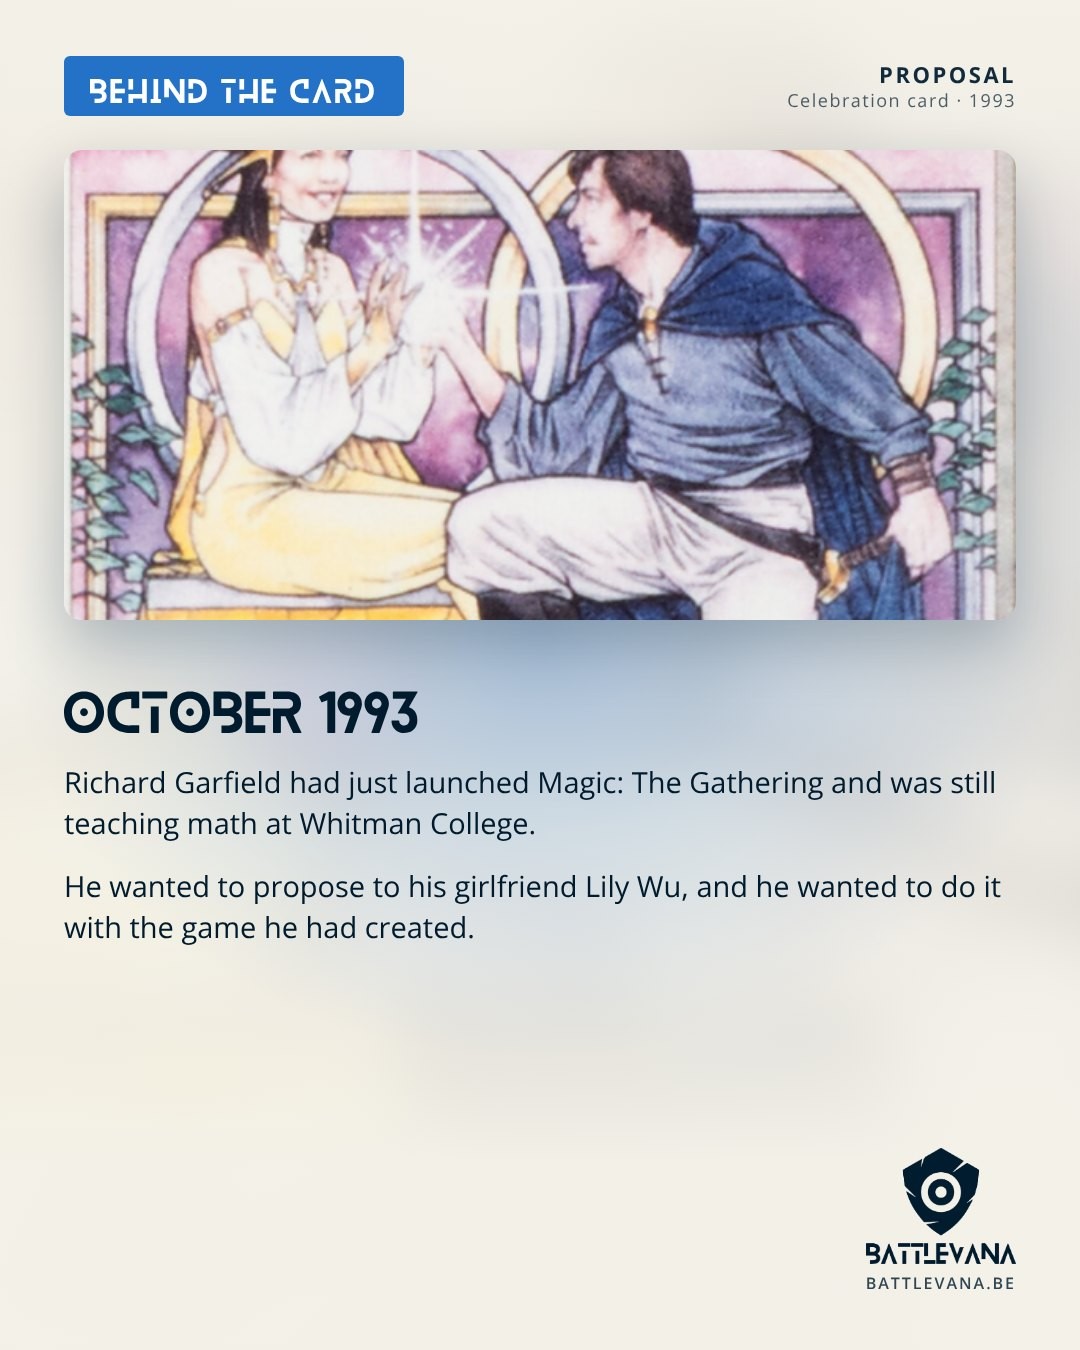 BEHIND THE CARD
PROPOSAL
Celebration card · 1993
OCTOBER 1993
Richard Garfield had just launched Magic: The Gathering and was still
teaching math at Whitman College.
He wanted to propose to his girlfriend Lily Wu, and he wanted to do it
with the game he had created.
BATTLEVANA
BATTLEVANA.BE